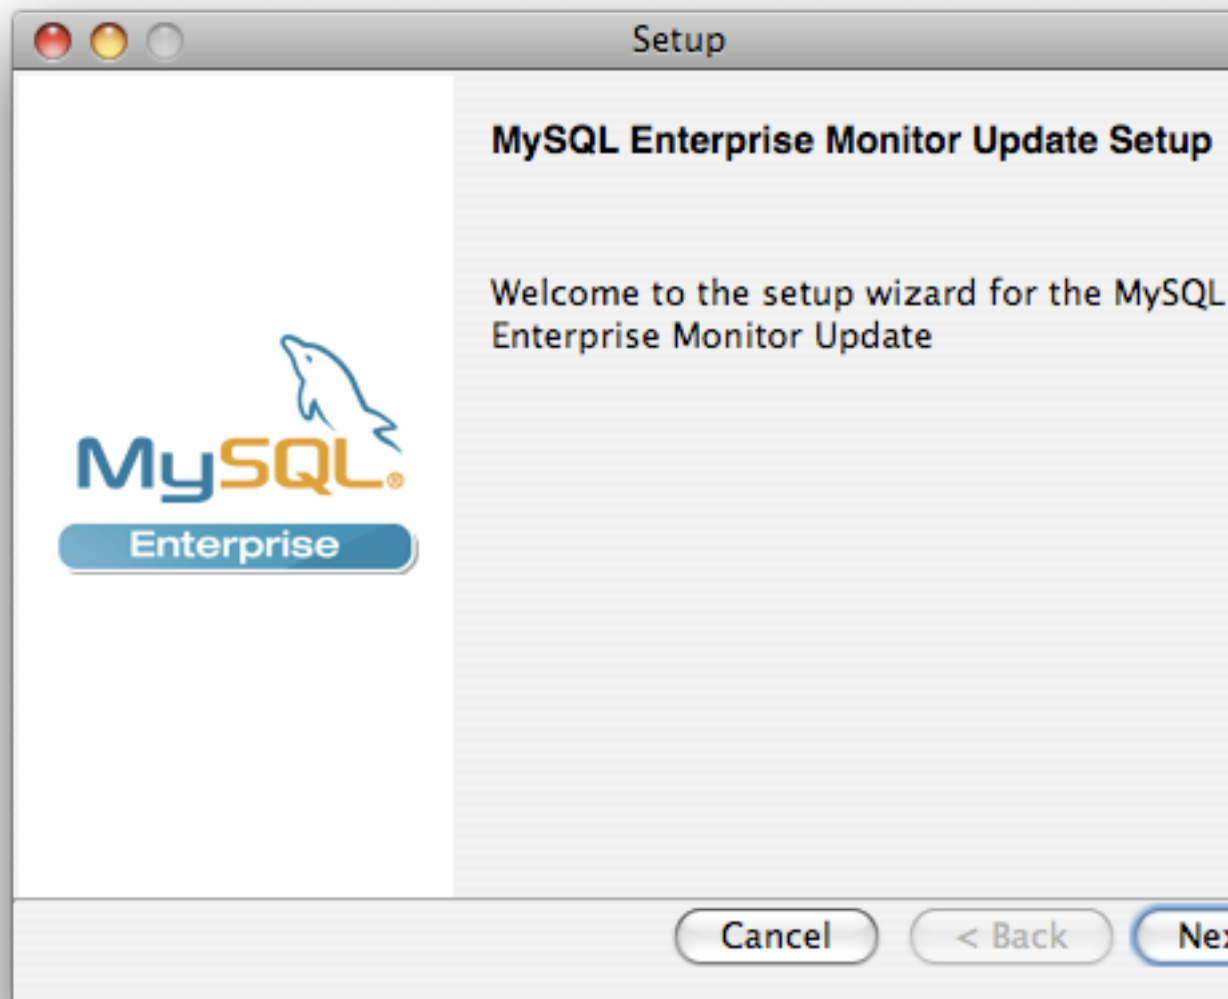 Setup
MySQL Enterprise Monitor Update Setup
Welcome to the setup wizard for the MySQL
Enterprise Monitor Update
MySQL®
Enterprise
Cancel
< Back